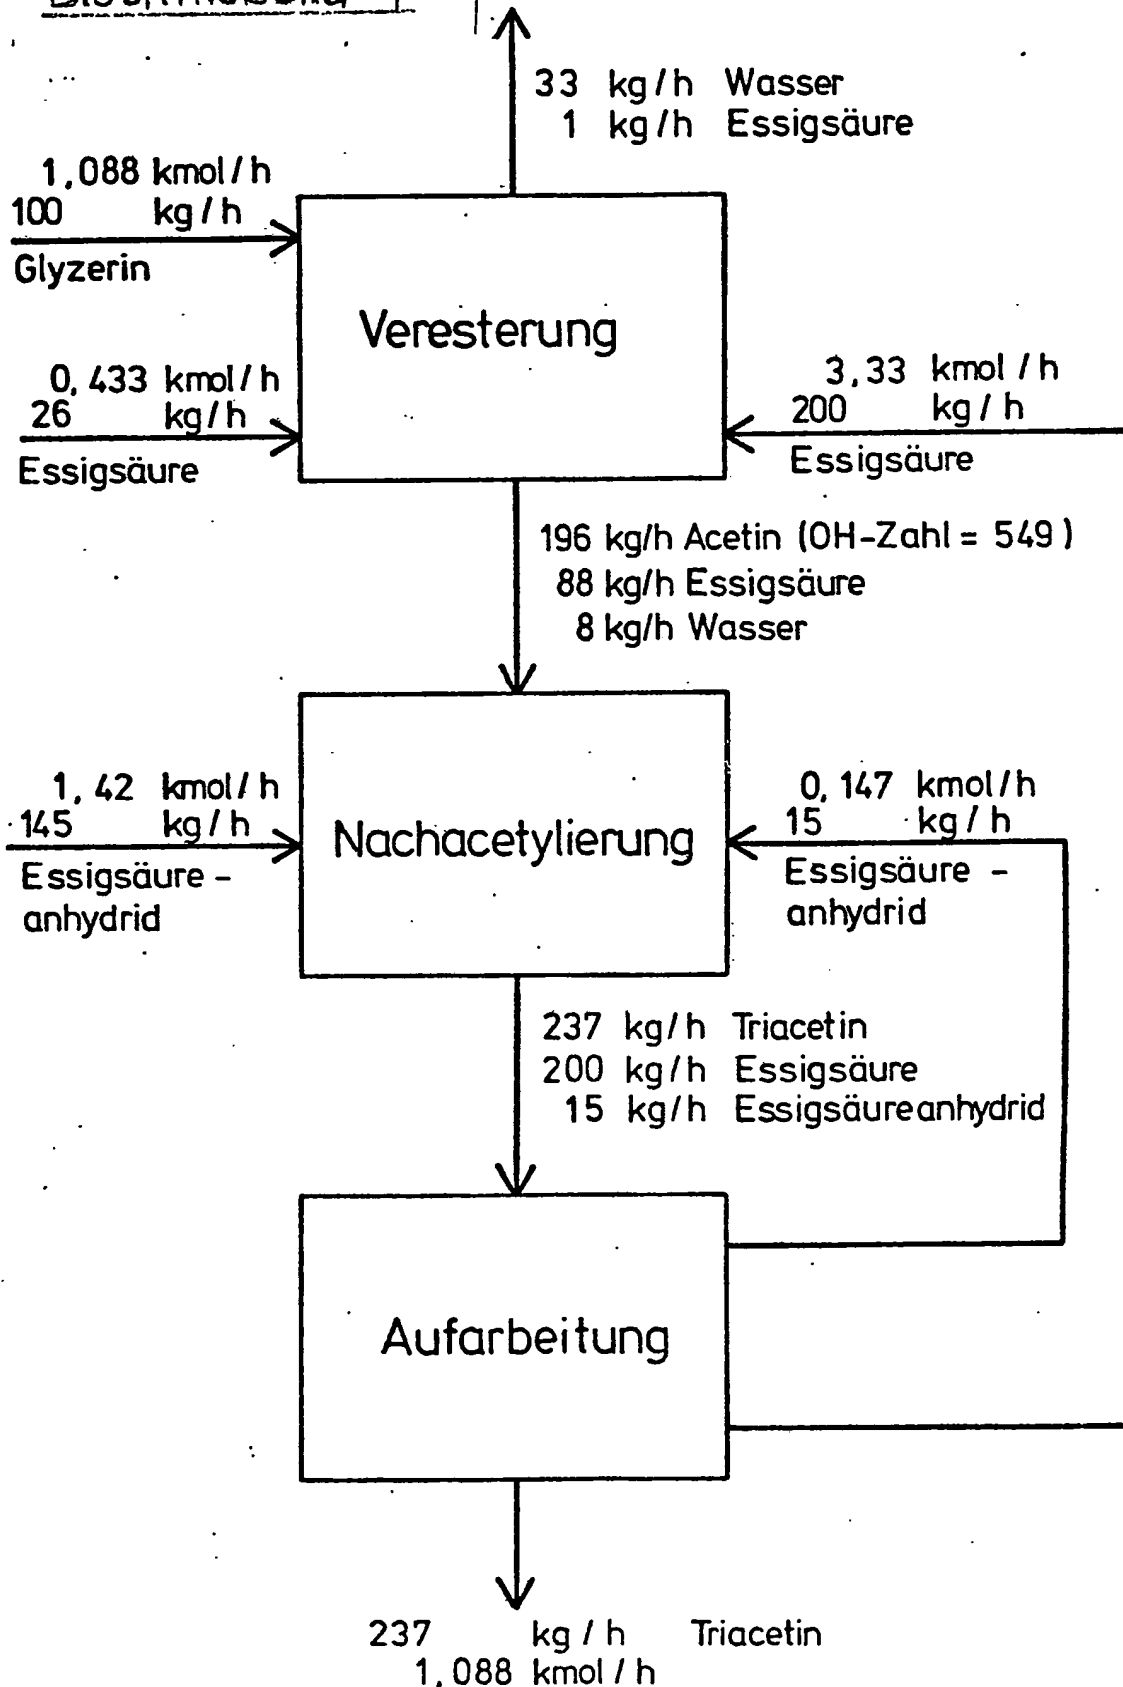 33 kg/h Wasser
1 kg/h Essigsäure
1,088 kmol/h
100 kg/h
Glyzerin
Veresterung
0,433 kmol/h
26 kg/h
Essigsäure
3,33 kmol/h
200 kg/h
Essigsäure
196 kg/h Acetin (OH-Zahl = 549)
88 kg/h Essigsäure
8 kg/h Wasser
1,42 kmol/h
145 kg/h
Essigsäure-
anhydrid
Nachacetylierung
0,147 kmol/h
15 kg/h
Essigsäure-
anhydrid
237 kg/h Triacetin
200 kg/h Essigsäure
15 kg/h Essigsäureanhydrid
Aufarbeitung
237 kg/h Triacetin
1,088 kmol/h